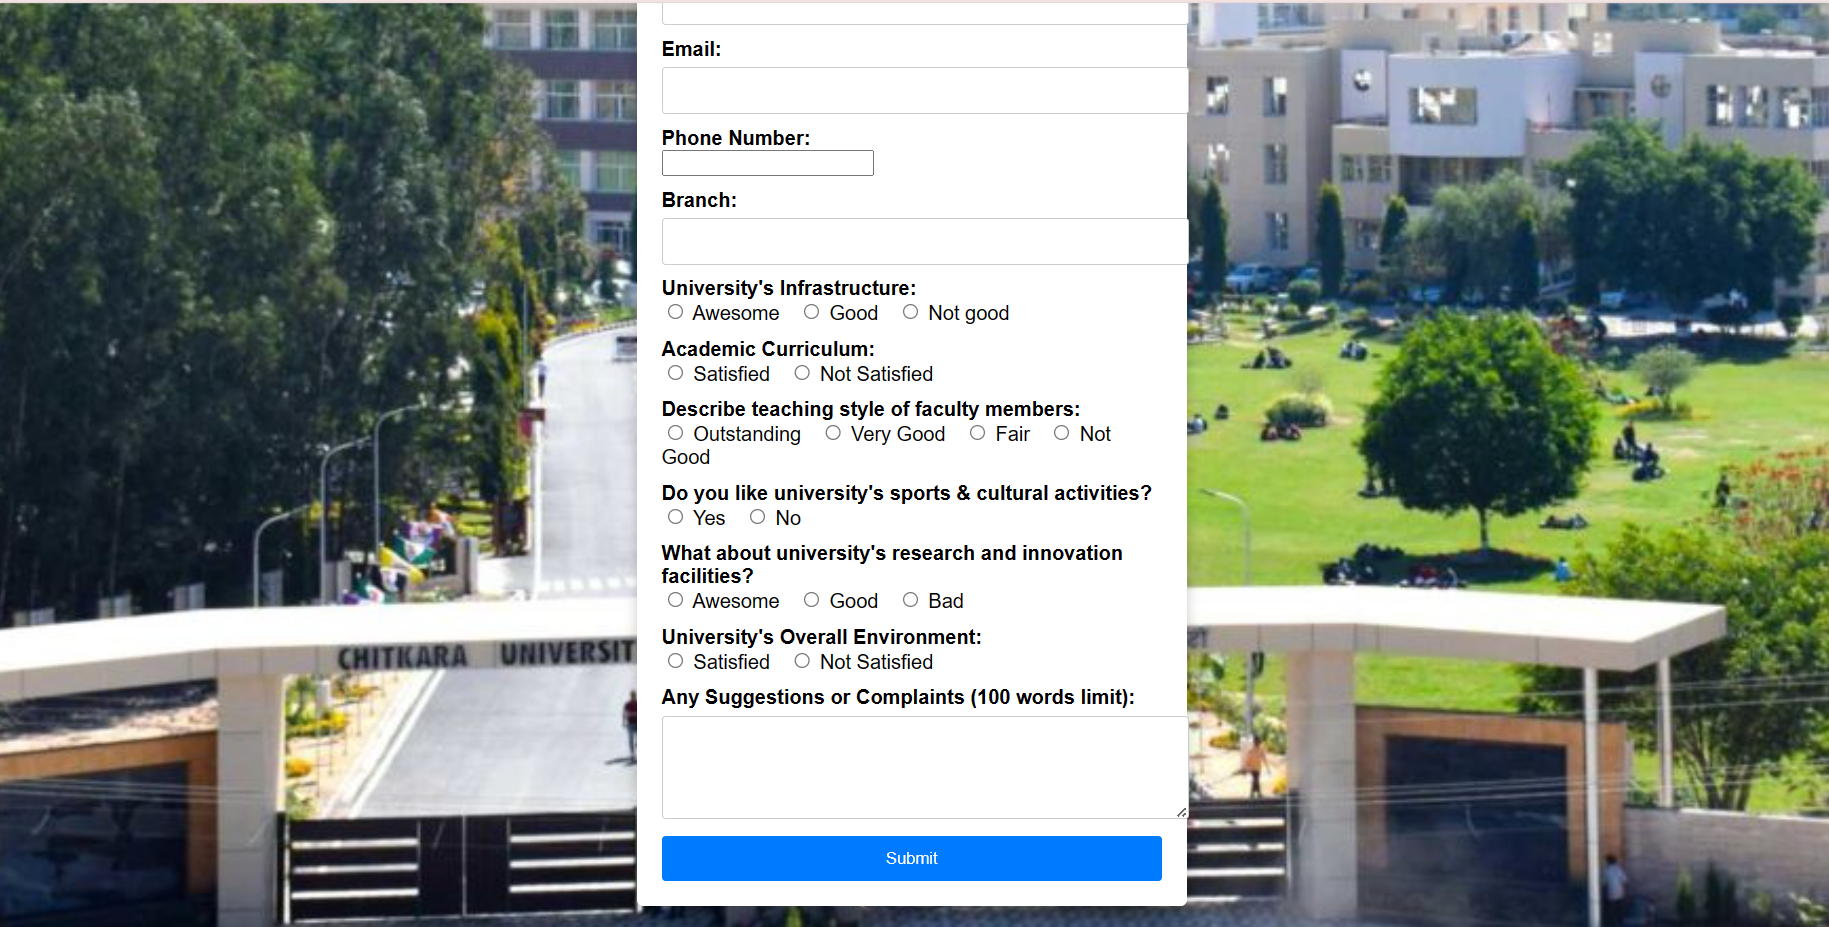 Email:
Phone Number:
Branch:
University's Infrastructure:
Awesome Good Not good
Academic Curriculum:
Satisfied Not Satisfied
Describe teaching style of faculty members:
Outstanding Very Good Fair Not
Good
Do you like university's sports & cultural activities?
Yes No
What about university's research and innovation
facilities?
Awesome Good Bad
University's Overall Environment:
Satisfied Not Satisfied
Any Suggestions or Complaints (100 words limit):
Submit
CHITKARA UNIVERSIT